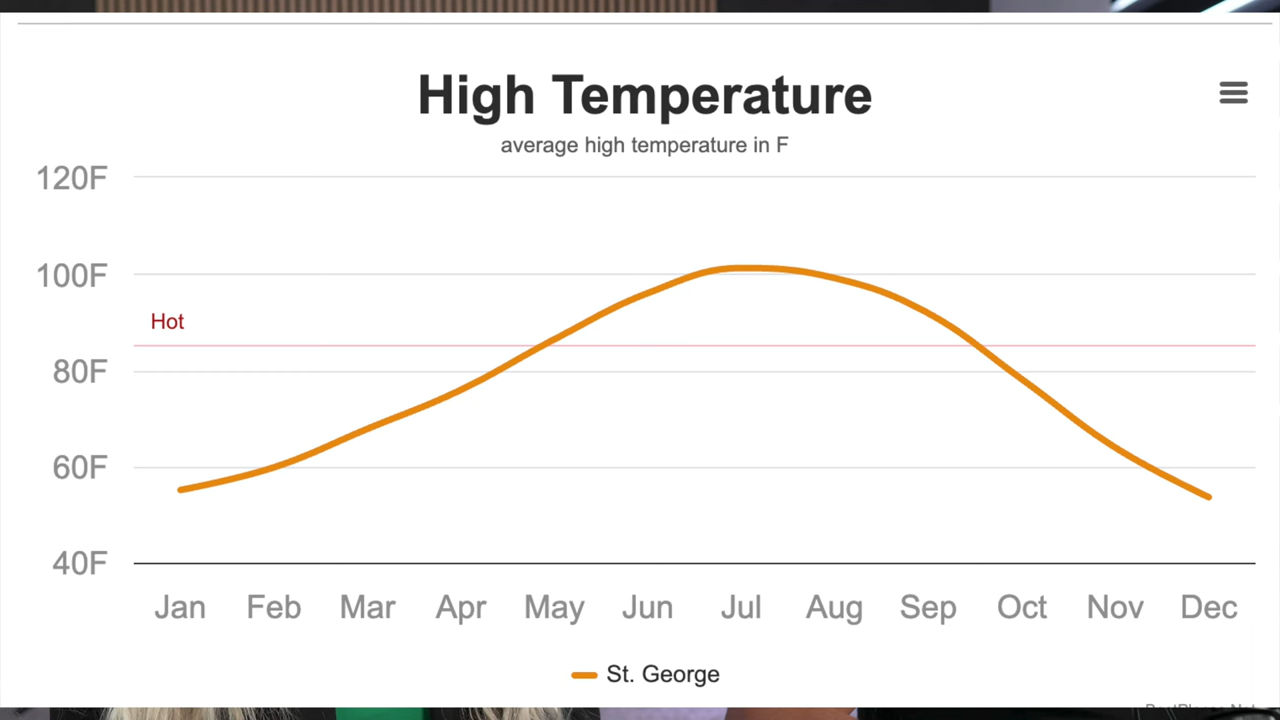 High Temperature
average high temperature in F
120F
100F
Hot
80F
60F
40F
Jan Feb Mar Apr May Jun Jul Aug Sep Oct Nov Dec
St. George